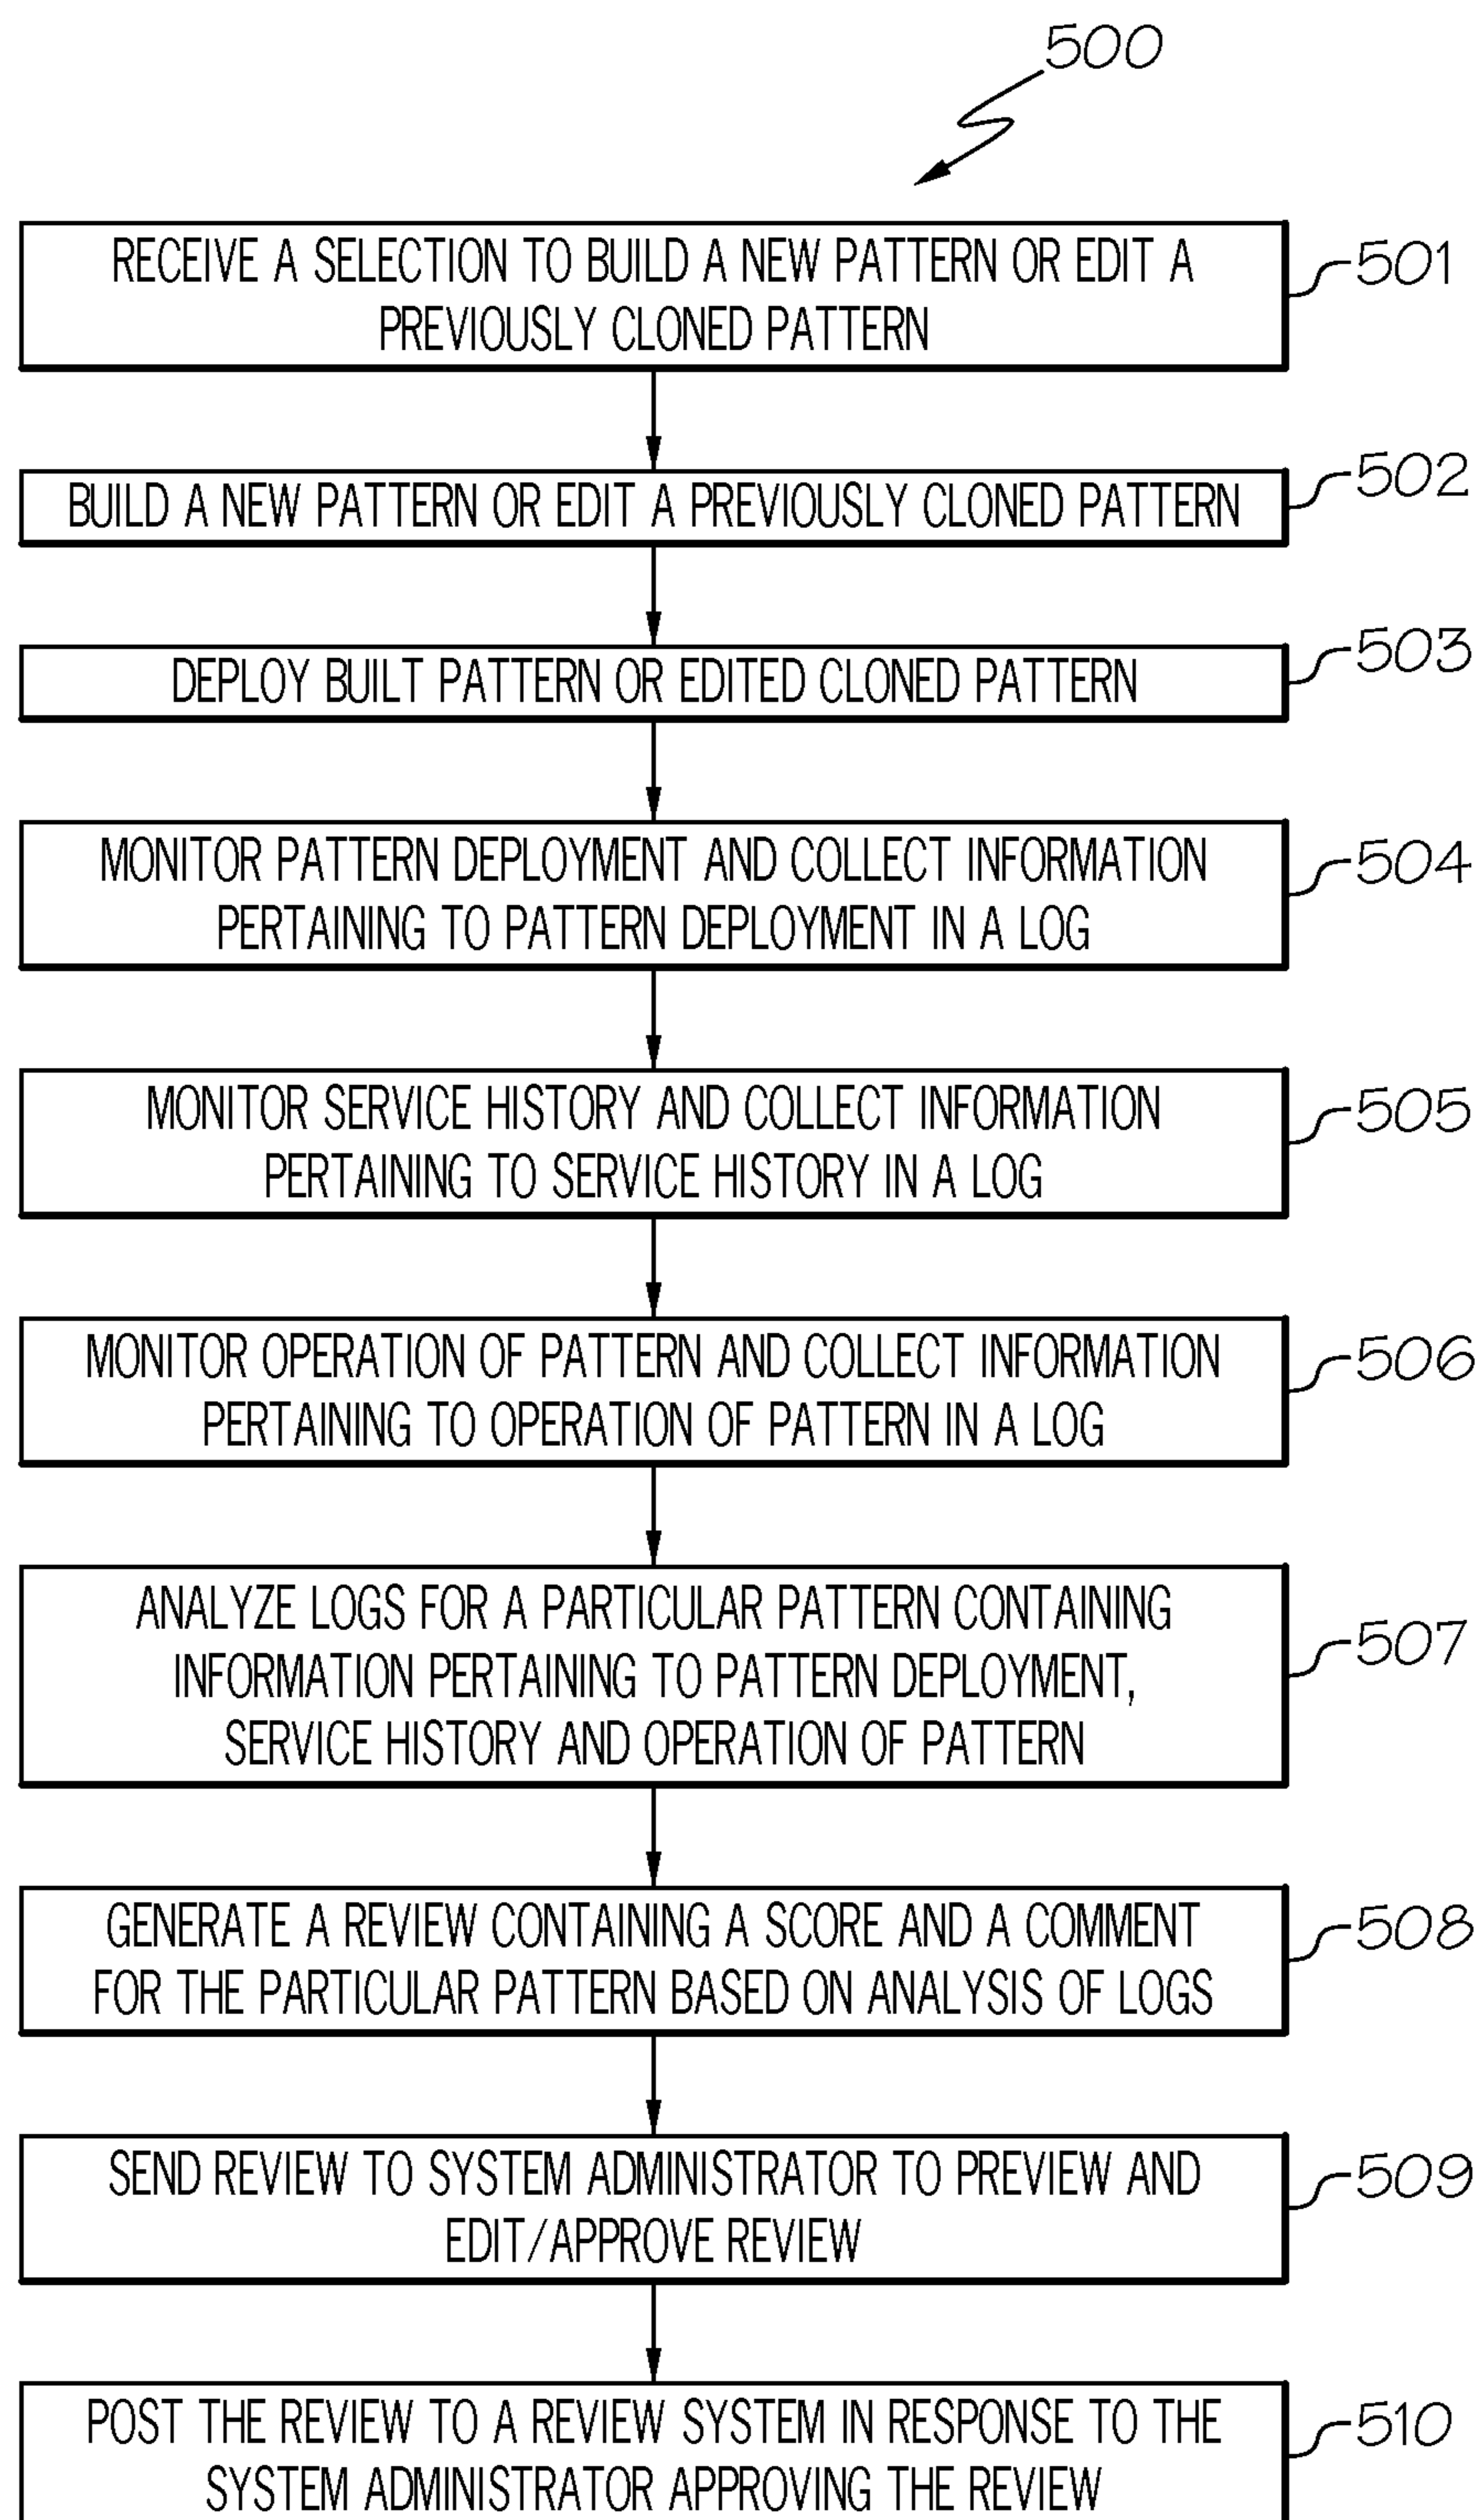 500
RECEIVE A SELECTION TO BUILD A NEW PATTERN OR EDIT A
PREVIOUSLY CLONED PATTERN
501
BUILD A NEW PATTERN OR EDIT A PREVIOUSLY CLONED PATTERN
502
DEPLOY BUILT PATTERN OR EDITED CLONED PATTERN
503
MONITOR PATTERN DEPLOYMENT AND COLLECT INFORMATION
PERTAINING TO PATTERN DEPLOYMENT IN A LOG
504
MONITOR SERVICE HISTORY AND COLLECT INFORMATION
PERTAINING TO SERVICE HISTORY IN A LOG
505
MONITOR OPERATION OF PATTERN AND COLLECT INFORMATION
PERTAINING TO OPERATION OF PATTERN IN A LOG
506
ANALYZE LOGS FOR A PARTICULAR PATTERN CONTAINING
INFORMATION PERTAINING TO PATTERN DEPLOYMENT,
SERVICE HISTORY AND OPERATION OF PATTERN
507
GENERATE A REVIEW CONTAINING A SCORE AND A COMMENT
FOR THE PARTICULAR PATTERN BASED ON ANALYSIS OF LOGS
508
SEND REVIEW TO SYSTEM ADMINISTRATOR TO PREVIEW AND
EDIT/APPROVE REVIEW
509
POST THE REVIEW TO A REVIEW SYSTEM IN RESPONSE TO THE
SYSTEM ADMINISTRATOR APPROVING THE REVIEW
510